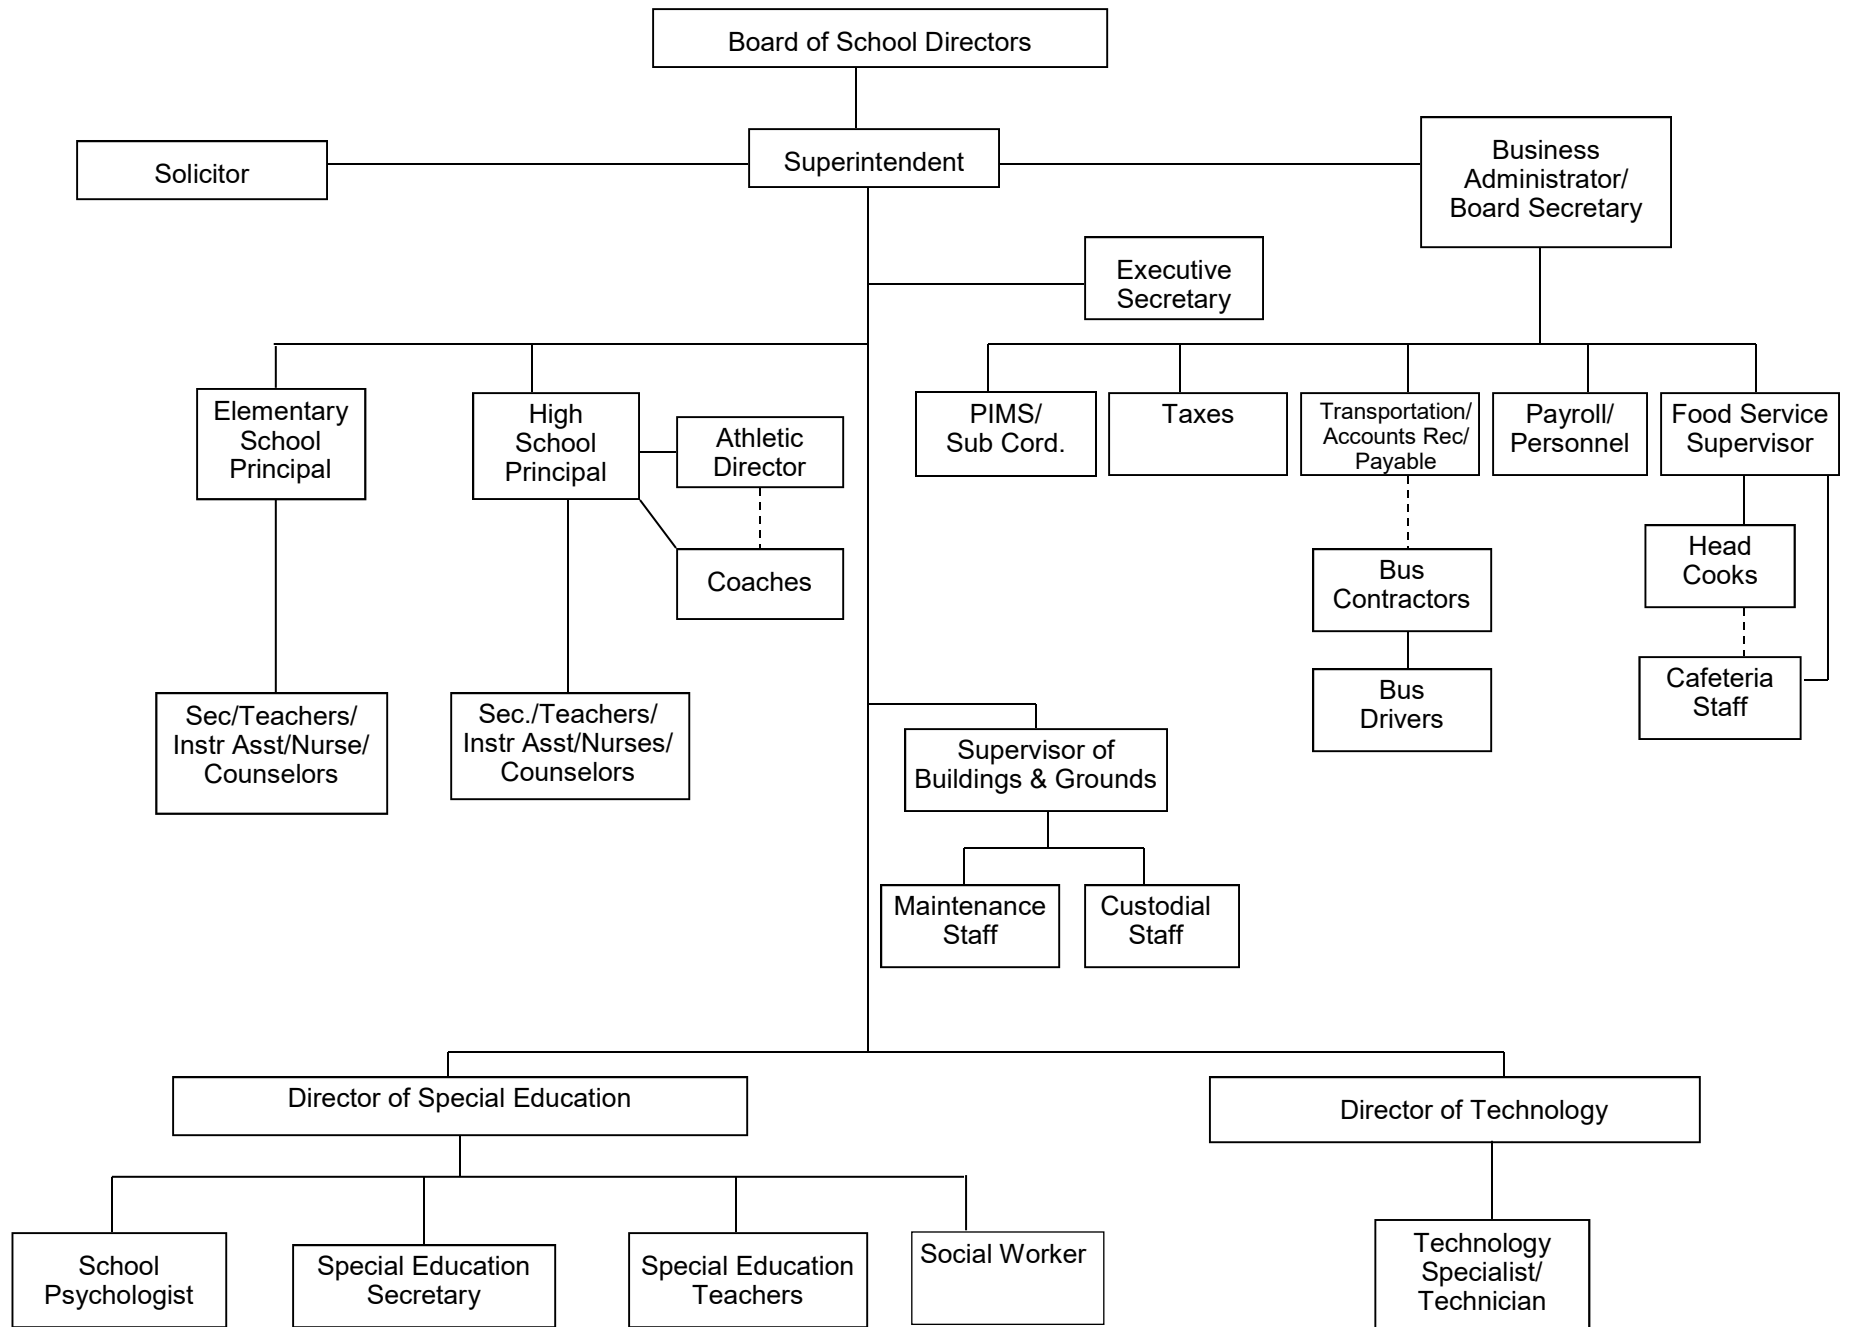 Board of School Directors
Solicitor
Superintendent
Business
Administrator/
Board Secretary
Executive
Secretary
Elementary
School
Principal
High
School
Principal
Athletic
Director
Coaches
PIMS/
Sub Cord.
Taxes
Transportation/
Accounts Rec/
Payable
Payroll/
Personnel
Food Service
Supervisor
Bus
Contractors
Head
Cooks
Bus
Drivers
Cafeteria
Staff
Sec/Teachers/
Instr Asst/Nurse/
Counselors
Sec./Teachers/
Instr Asst/Nurses/
Counselors
Supervisor of
Buildings & Grounds
Maintenance
Staff
Custodial
Staff
Director of Special Education
Director of Technology
School
Psychologist
Special Education
Secretary
Special Education
Teachers
Social Worker
Technology
Specialist/
Technician